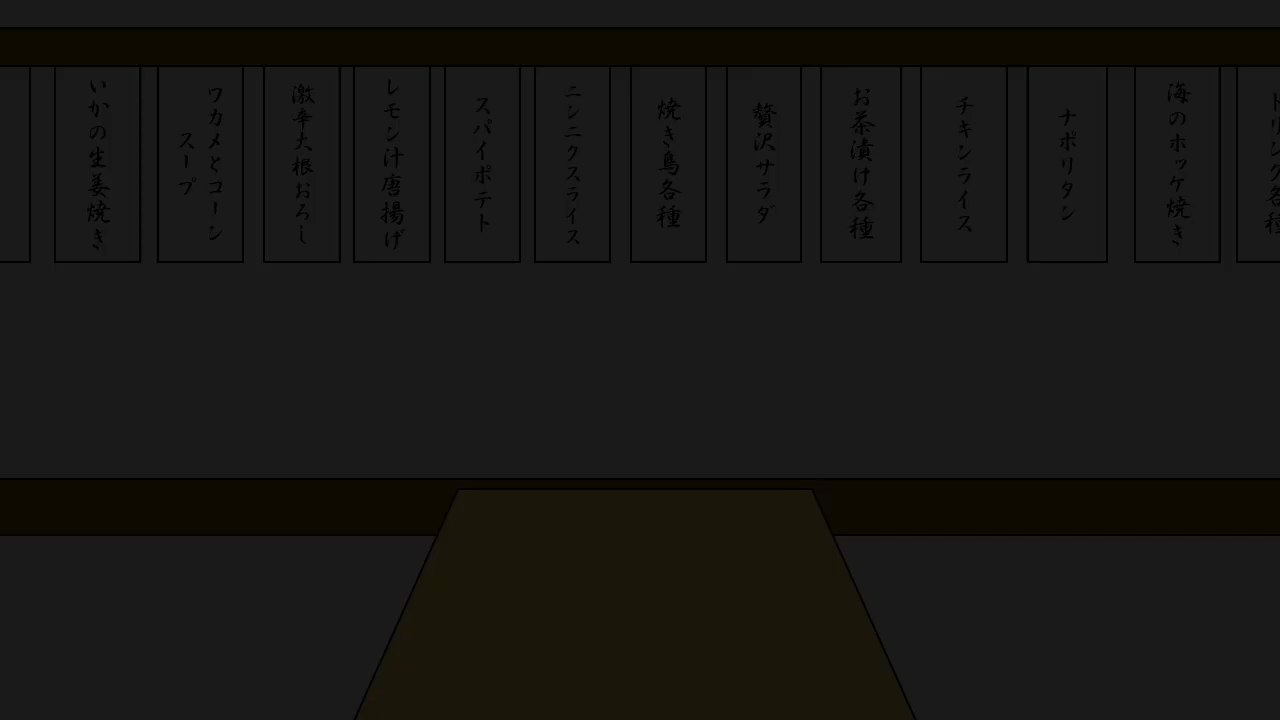 海のホッケ焼き
ナポリタン
チキンライス
お茶漬け各種
贅沢サラダ
焼き鳥各種
ニンニクスライス
スパイポテト
レモン汁唐揚げ
激辛大根おろし
ワカメとコーン
スープ
いかの生姜焼き